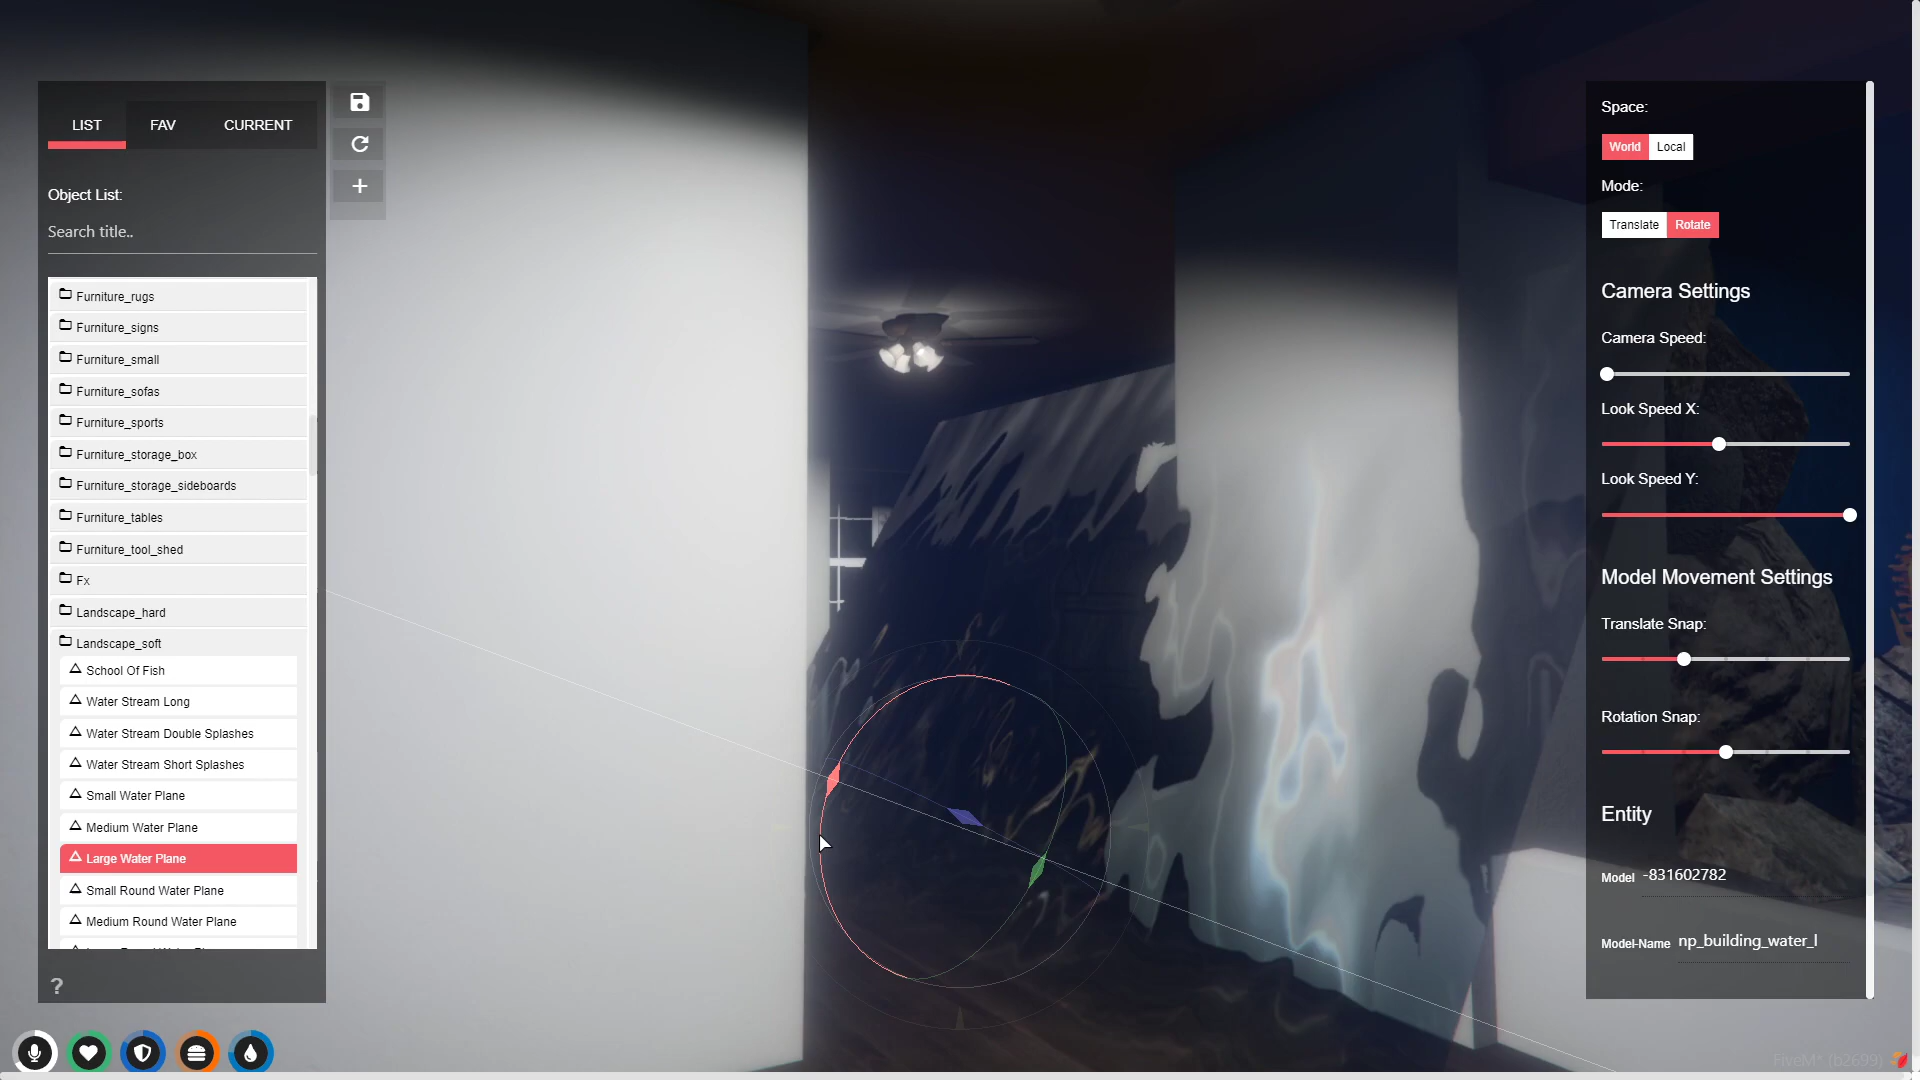 LIST FAV CURRENT
Object List:
Search title..
Furniture_rugs
Furniture_signs
Furniture_small
Furniture_sofas
Furniture_sports
Furniture_storage_box
Furniture_storage_sideboards
Furniture_tables
Furniture_tool_shed
Fx
Landscape_hard
Landscape_soft
School Of Fish
Water Stream Long
Water Stream Double Splashes
Water Stream Short Splashes
Small Water Plane
Medium Water Plane
Large Water Plane
Small Round Water Plane
Medium Round Water Plane
?
Space:
World Local
Mode:
Translate Rotate
Camera Settings
Camera Speed:
Look Speed X:
Look Speed Y:
Model Movement Settings
Translate Snap:
Rotation Snap:
Entity
Model -831602782
Model-Name np_building_water_l
FiveM* (b2699)